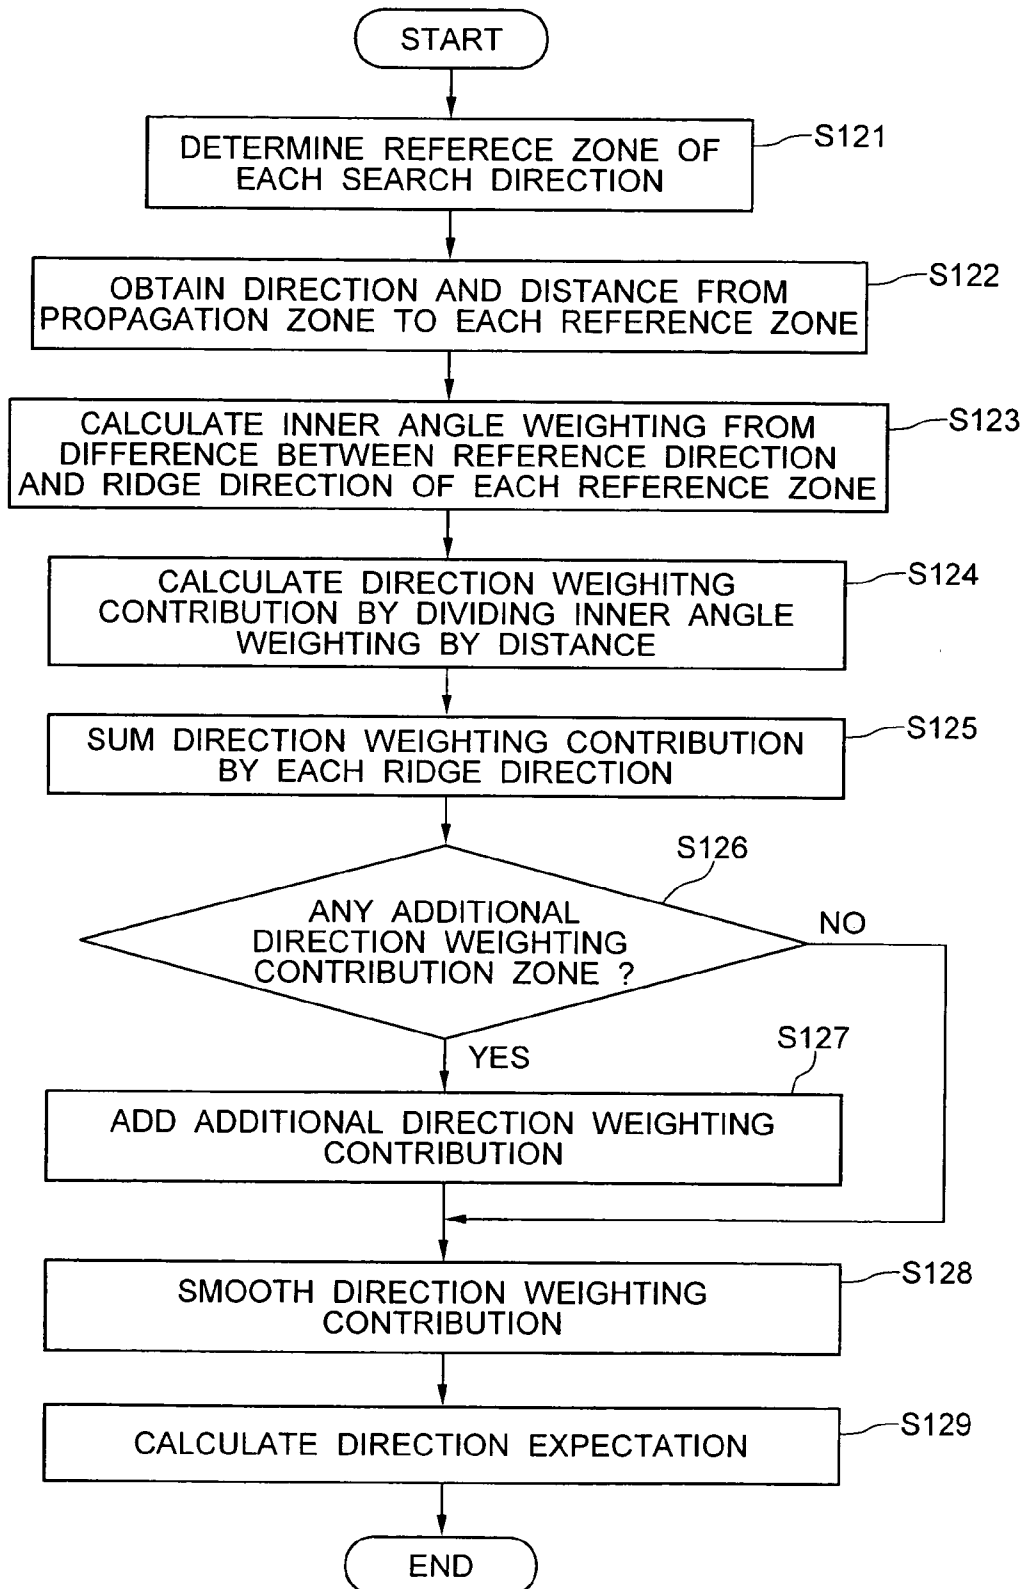 START
DETERMINE REFERECE ZONE OF
EACH SEARCH DIRECTION
S121
OBTAIN DIRECTION AND DISTANCE FROM
PROPAGATION ZONE TO EACH REFERENCE ZONE
S122
CALCULATE INNER ANGLE WEIGHTING FROM
DIFFERENCE BETWEEN REFERENCE DIRECTION
AND RIDGE DIRECTION OF EACH REFERENCE ZONE
S123
CALCULATE DIRECTION WEIGHITNG
CONTRIBUTION BY DIVIDING INNER ANGLE
WEIGHTING BY DISTANCE
S124
SUM DIRECTION WEIGHTING CONTRIBUTION
BY EACH RIDGE DIRECTION
S125
S126
ANY ADDITIONAL
DIRECTION WEIGHTING
CONTRIBUTION ZONE ?
NO
YES
S127
ADD ADDITIONAL DIRECTION WEIGHTING
CONTRIBUTION
SMOOTH DIRECTION WEIGHTING
CONTRIBUTION
S128
CALCULATE DIRECTION EXPECTATION
S129
END